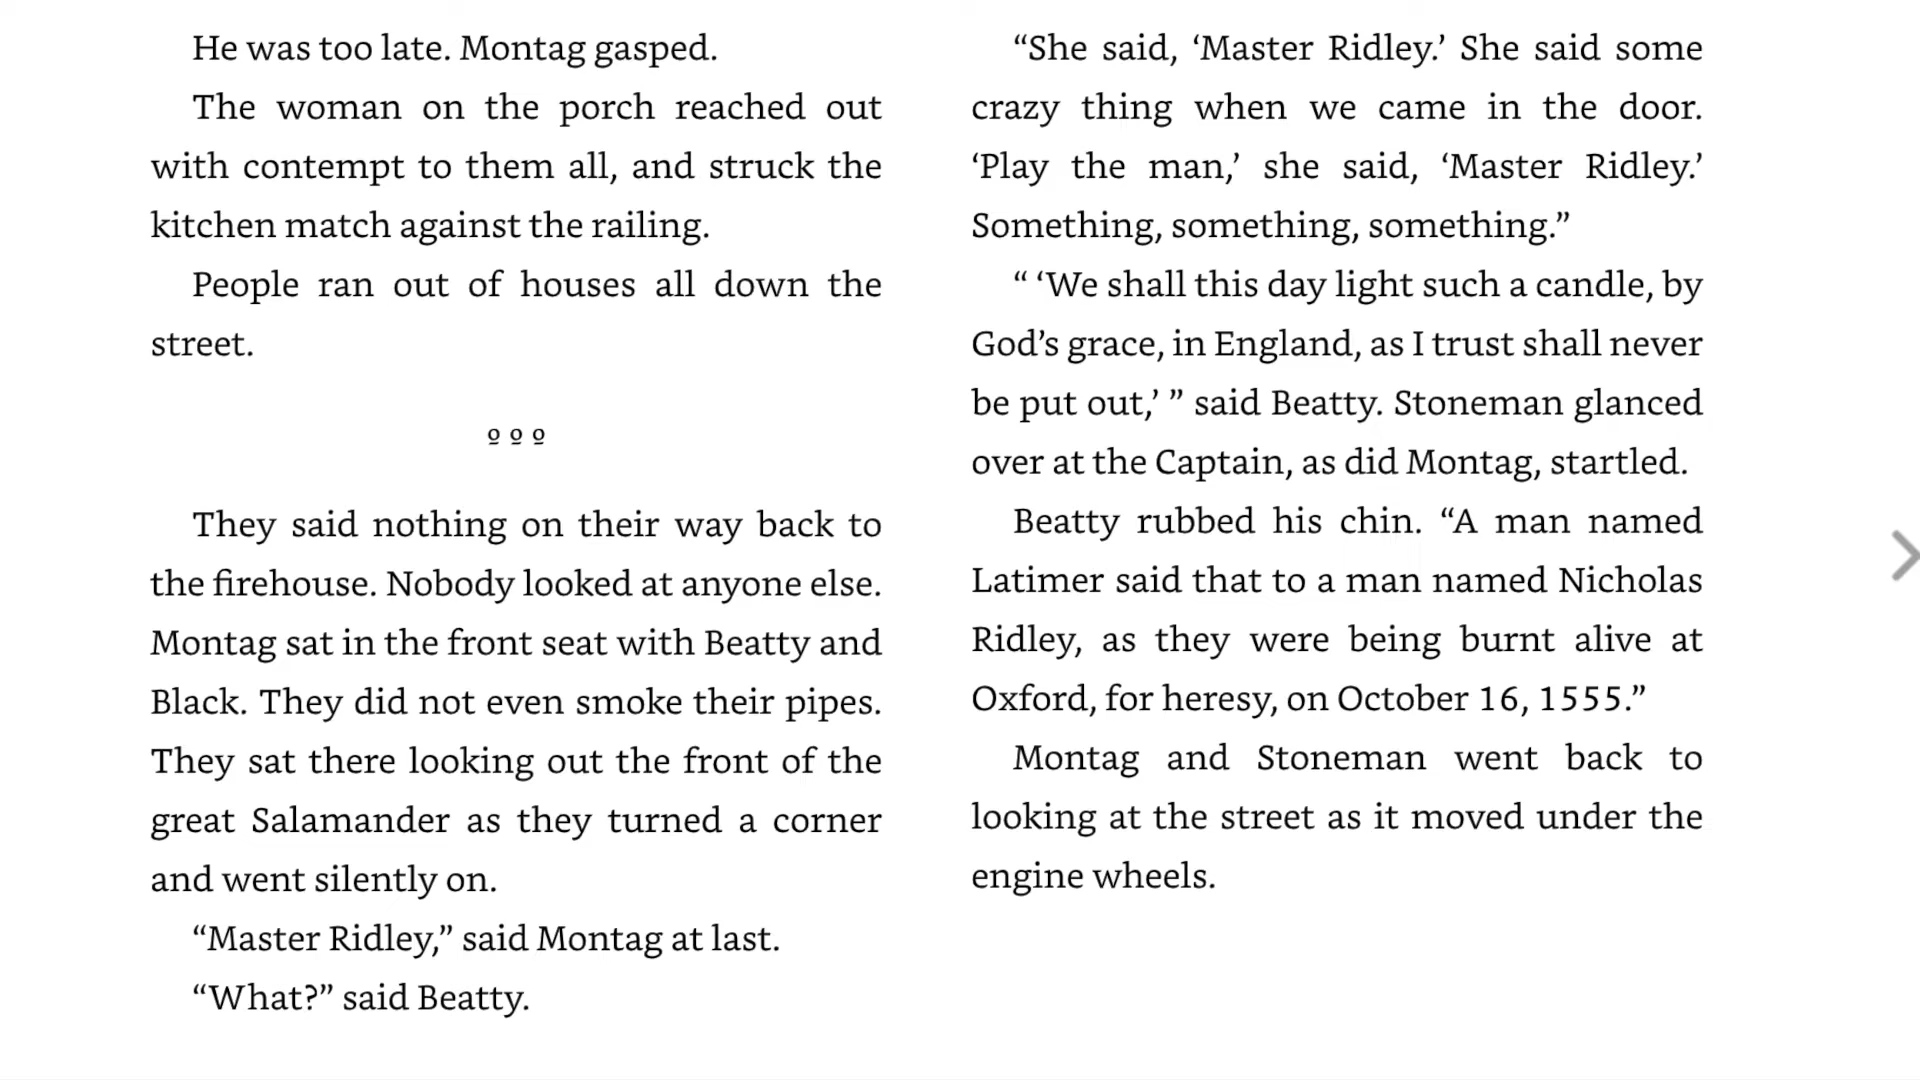 He was too late. Montag gasped.
The woman on the porch reached out
with contempt to them all, and struck the
kitchen match against the railing.
People ran out of houses all down the
street.
º º º
They said nothing on their way back to
the firehouse. Nobody looked at anyone else.
Montag sat in the front seat with Beatty and
Black. They did not even smoke their pipes.
They sat there looking out the front of the
great Salamander as they turned a corner
and went silently on.
“Master Ridley,” said Montag at last.
“What?” said Beatty.
“She said, ‘Master Ridley.’ She said some
crazy thing when we came in the door.
‘Play the man,’ she said, ‘Master Ridley.’
Something, something, something.”
“ ‘We shall this day light such a candle, by
God’s grace, in England, as I trust shall never
be put out,’ ” said Beatty. Stoneman glanced
over at the Captain, as did Montag, startled.
Beatty rubbed his chin. “A man named
Latimer said that to a man named Nicholas
Ridley, as they were being burnt alive at
Oxford, for heresy, on October 16, 1555.”
Montag and Stoneman went back to
looking at the street as it moved under the
engine wheels.